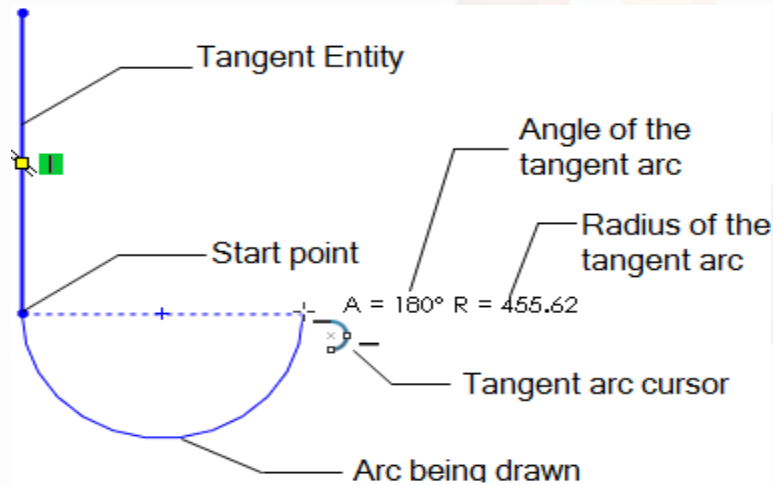 Tangent Entity
Angle of the
tangent arc
Radius of the
tangent arc
Start point
A = 180° R = 455.62
Tangent arc cursor
Arc being drawn